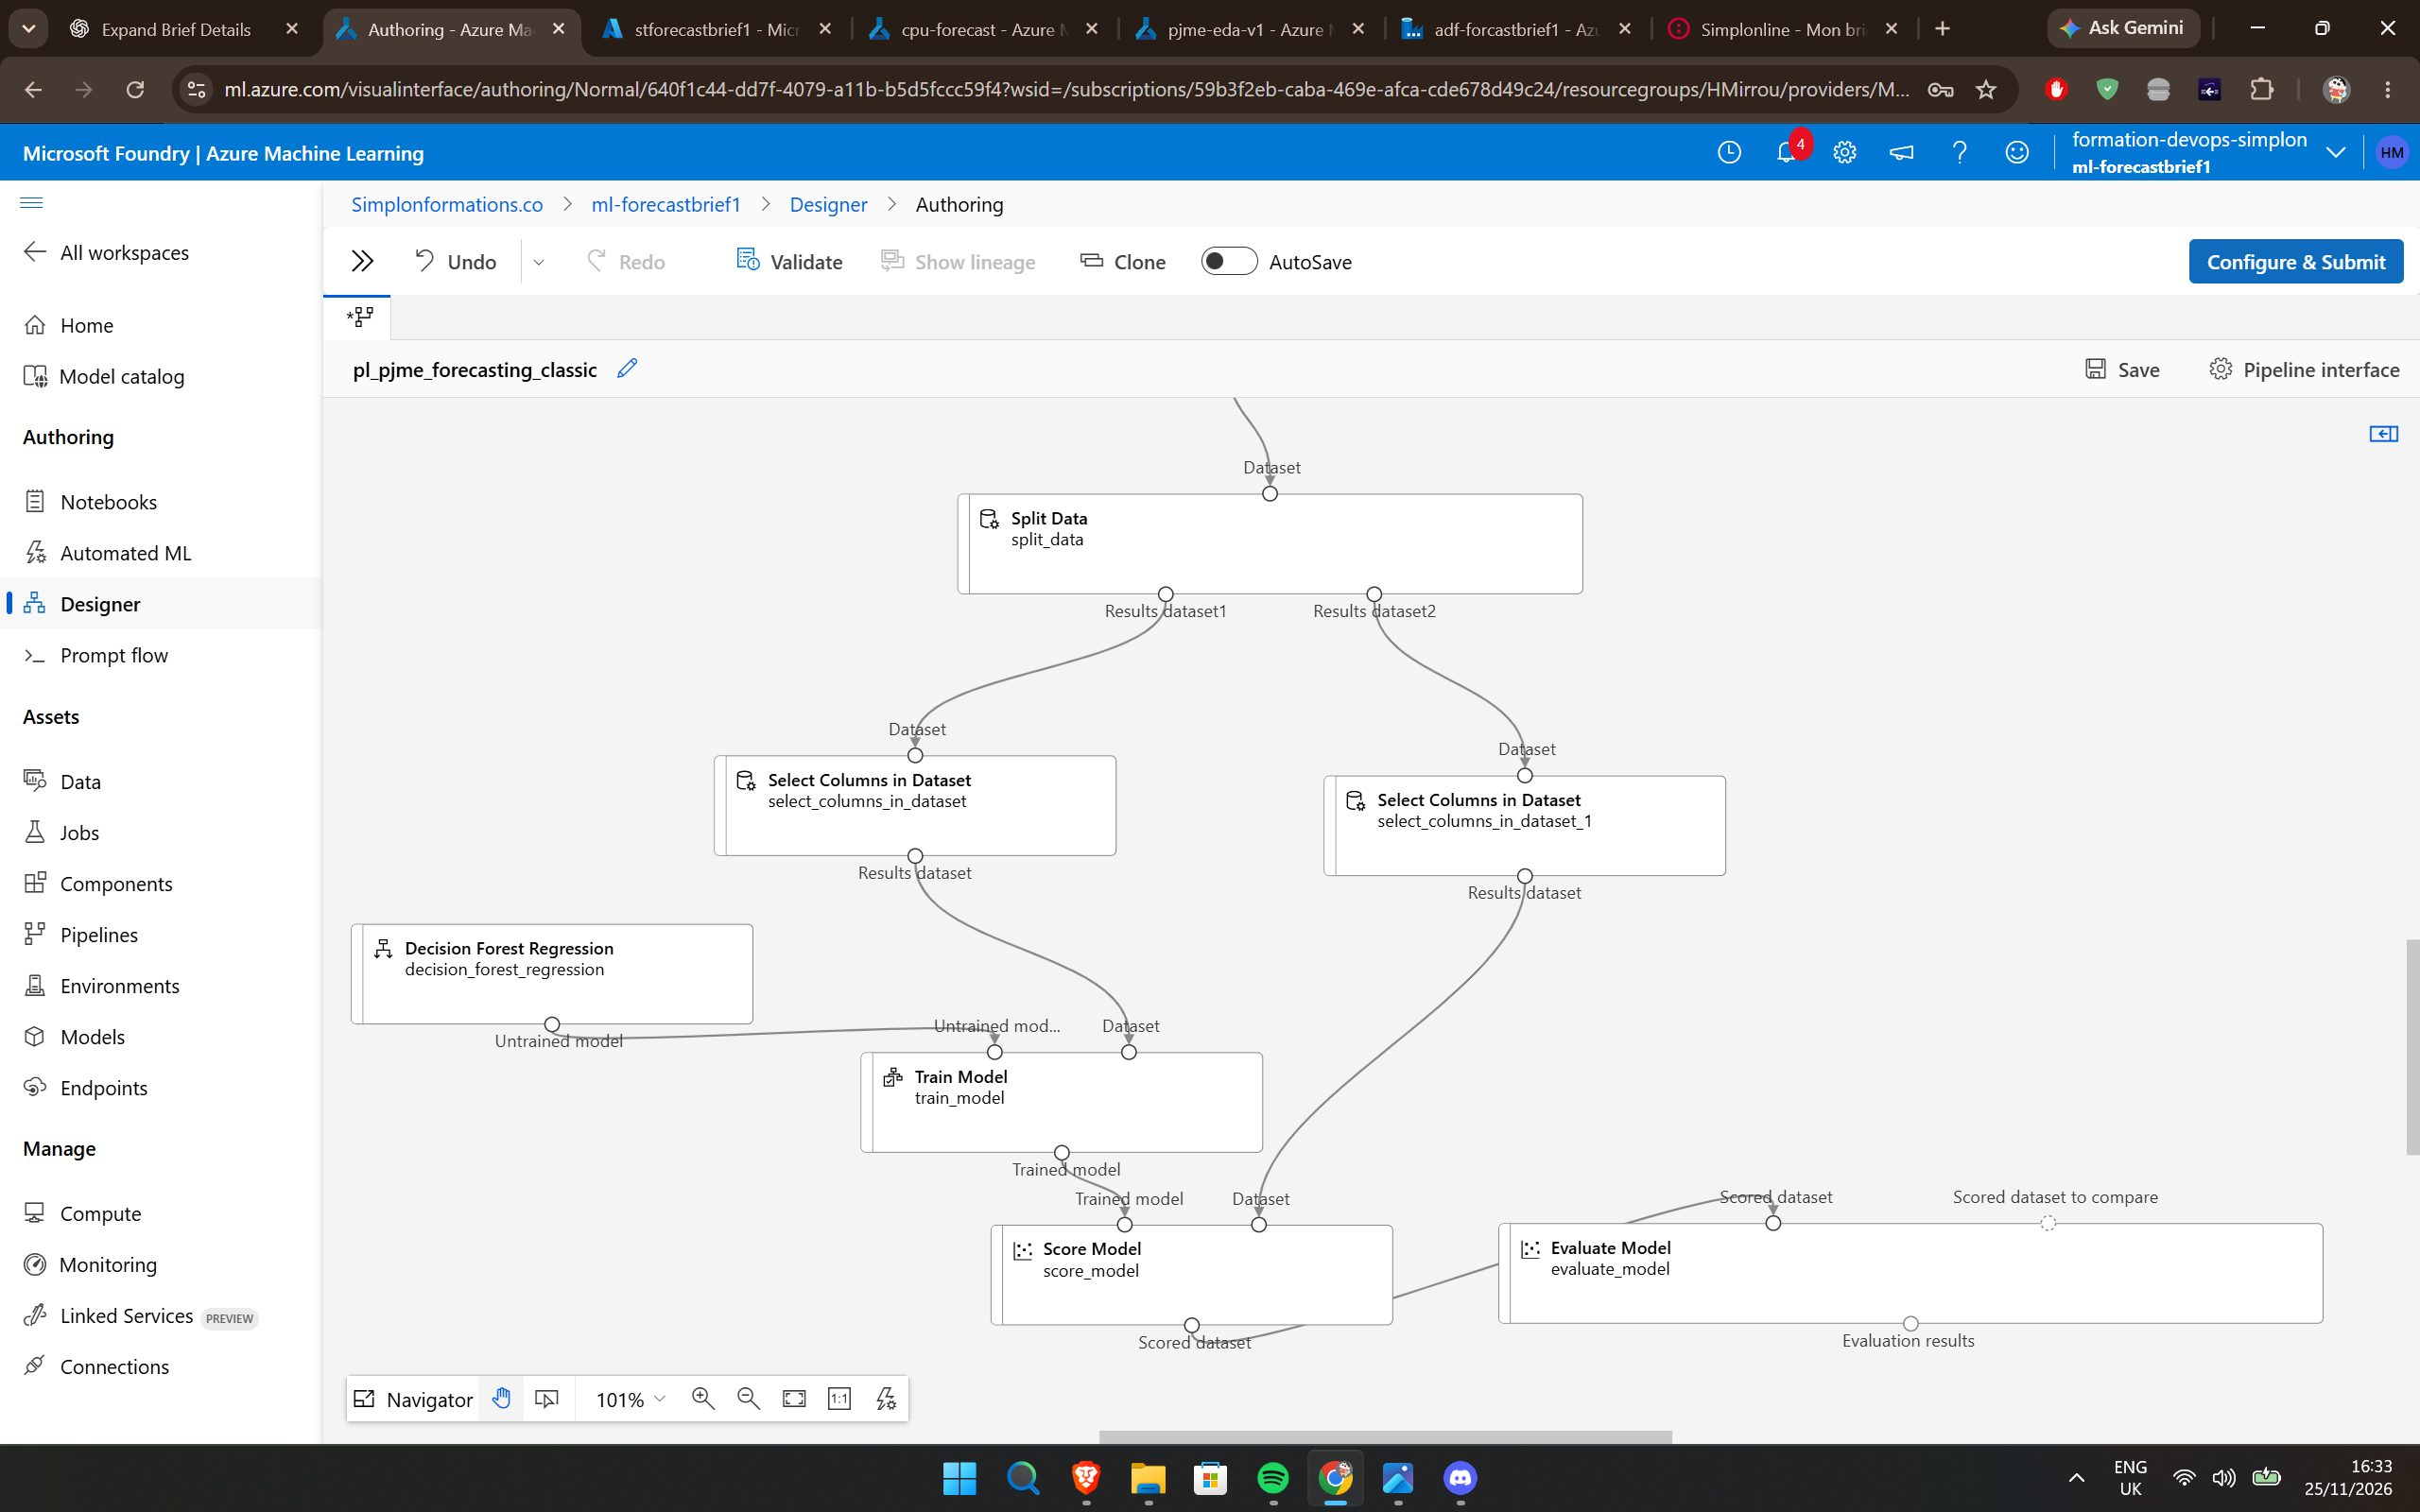 Expand Brief Details
Authoring - Azure Ma
stforecastbrief1 - Micr
cpu-forecast - Azure M
pjme-eda-v1 - Azure M
adf-forcastbrief1 - Azu
Simplonline - Mon bri
Ask Gemini
ml.azure.com/visualinterface/authoring/Normal/640f1c44-dd7f-4079-a11b-b5d5fccc59f4?wsid=/subscriptions/59b3f2eb-caba-469e-afca-cde678d49c24/resourcegroups/HMirrou/providers/M...
Microsoft Foundry | Azure Machine Learning
4
formation-devops-simplon
ml-forecastbrief1
HM
All workspaces
Home
Model catalog
Authoring
Notebooks
Automated ML
Designer
Prompt flow
Assets
Data
Jobs
Components
Pipelines
Environments
Models
Endpoints
Manage
Compute
Monitoring
Linked Services PREVIEW
Connections
Simplonformations.co > ml-forecastbrief1 > Designer > Authoring
Undo
Redo
Validate
Show lineage
Clone
AutoSave
Configure & Submit
pl_pjme_forecasting_classic
Save
Pipeline interface
Dataset
Split Data
split_data
Results dataset1
Results dataset2
Dataset
Select Columns in Dataset
select_columns_in_dataset
Results dataset
Dataset
Select Columns in Dataset
select_columns_in_dataset_1
Results dataset
Decision Forest Regression
decision_forest_regression
Untrained model
Untrained mod...
Dataset
Train Model
train_model
Trained model
Trained model
Dataset
Score Model
score_model
Scored dataset
Scored dataset
Scored dataset to compare
Evaluate Model
evaluate_model
Evaluation results
Navigator
101%
1:1
ENG
UK
16:33
25/11/2026